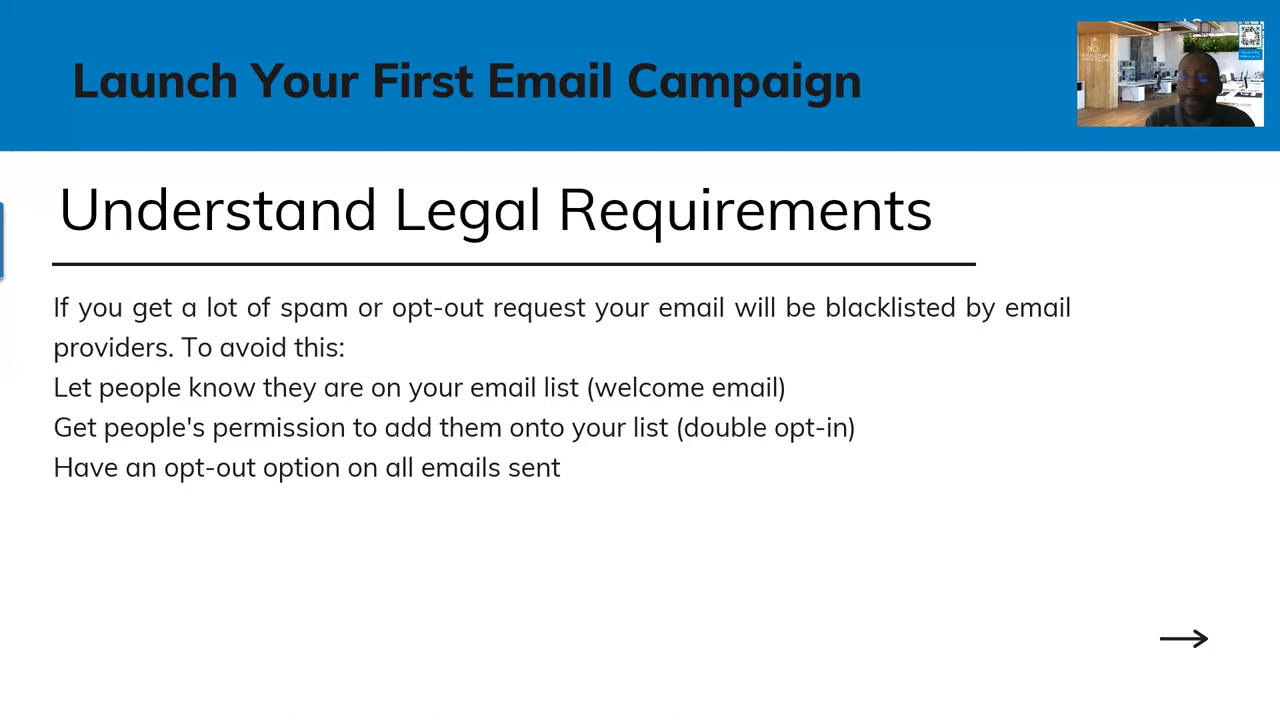 Launch Your First Email Campaign
Understand Legal Requirements
If you get a lot of spam or opt-out request your email will be blacklisted by email
providers. To avoid this:
Let people know they are on your email list (welcome email)
Get people's permission to add them onto your list (double opt-in)
Have an opt-out option on all emails sent